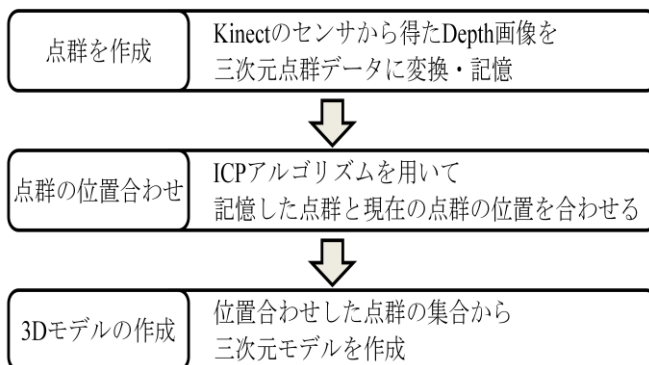 点群を作成
Kinectのセンサから得たDepth画像を
三次元点群データに変換・記憶
点群の位置合わせ
ICPアルゴリズムを用いて
記憶した点群と現在の点群の位置を合わせる
3Dモデルの作成
位置合わせした点群の集合から
三次元モデルを作成